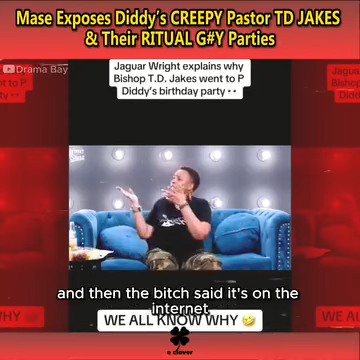 Mase Exposes Diddy's CREEPY Pastor TD JAKES
& Their RITUAL G#Y Parties
Drama Bay
Jaguar Wright explains why
Bishop T.D. Jakes went to P
Diddy's birthday party 👀
and then the bitch said it's on the
internet
WE ALL KNOW WHY 🤣
a clover